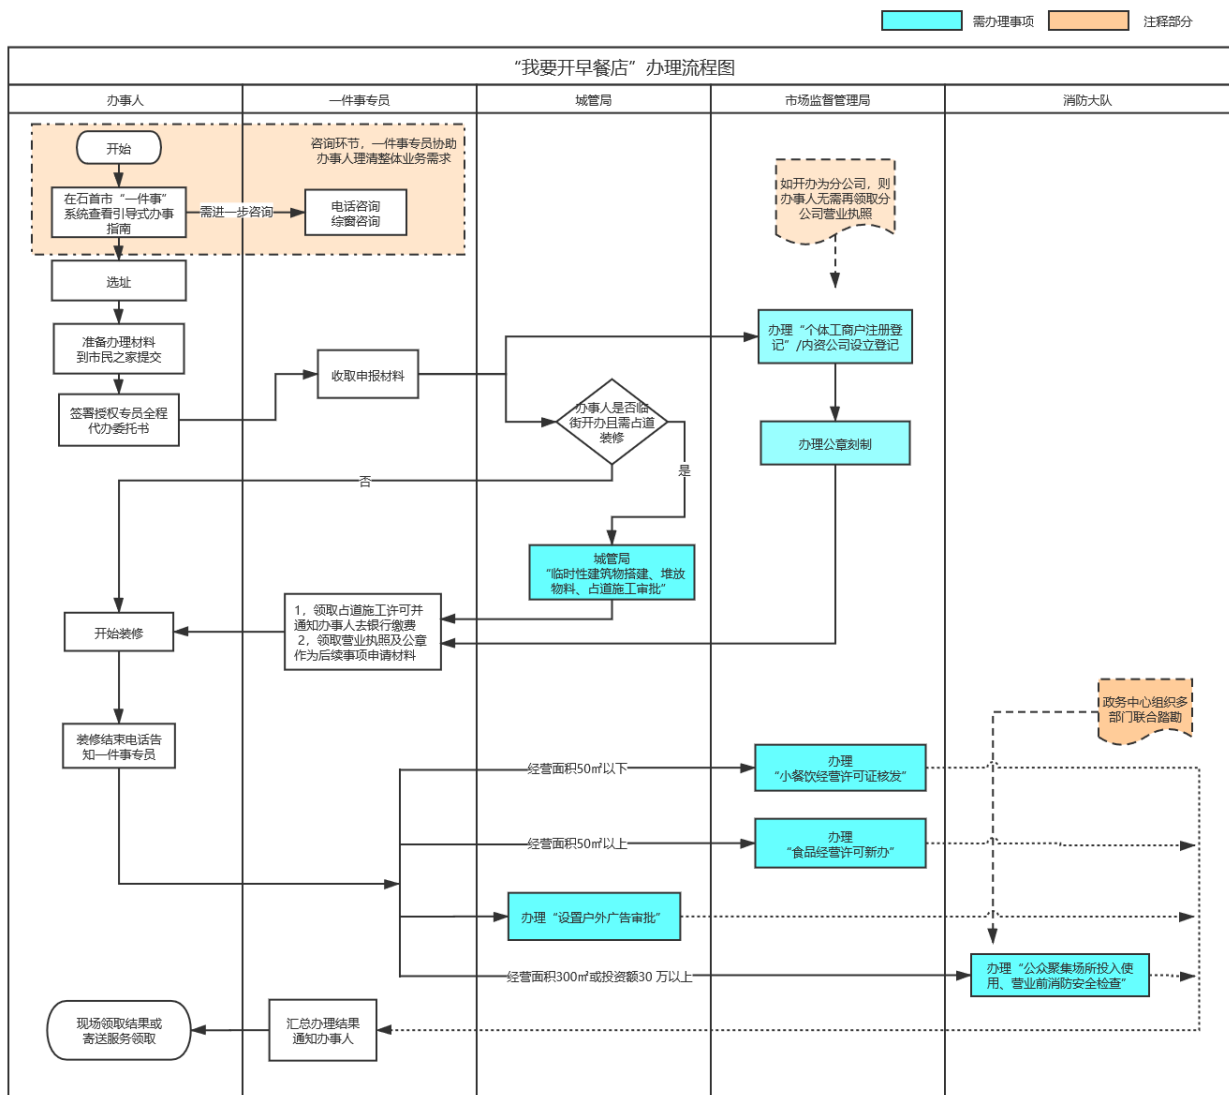 需办理事项
注释部分
“我要开早餐店”办理流程图
办事人
一件事专员
城管局
市场监督管理局
消防大队
开始
咨询环节，一件事专员协助
办事人理清整体业务需求
在石首市“一件事”
系统查看引导式办事
指南
需进一步咨询
电话咨询
综窗咨询
如开办为分公司，则
办事人无需再领取分
公司营业执照
选址
准备办理材料
到市民之家提交
签署授权专员全程
代办委托书
收取申报材料
办理“个体工商户注册登
记”/内资公司设立登记
办事人是否临
街开办且需占道
装修
办理公章刻制
是
否
城管局
“临时性建筑物搭建、堆放
物料、占道施工审批”
1，领取占道施工许可并
通知办事人去银行缴费
2，领取营业执照及公章
作为后续事项申请材料
开始装修
装修结束电话告
知一件事专员
政务中心组织多
部门联合踏勘
经营面积50㎡以下
办理
“小餐饮经营许可证核发”
经营面积50㎡以上
办理
“食品经营许可新办”
办理“设置户外广告审批”
经营面积300㎡或投资额30 万以上
办理“公众聚集场所投入使
用、营业前消防安全检查”
汇总办理结果
通知办事人
现场领取结果或
寄送服务领取